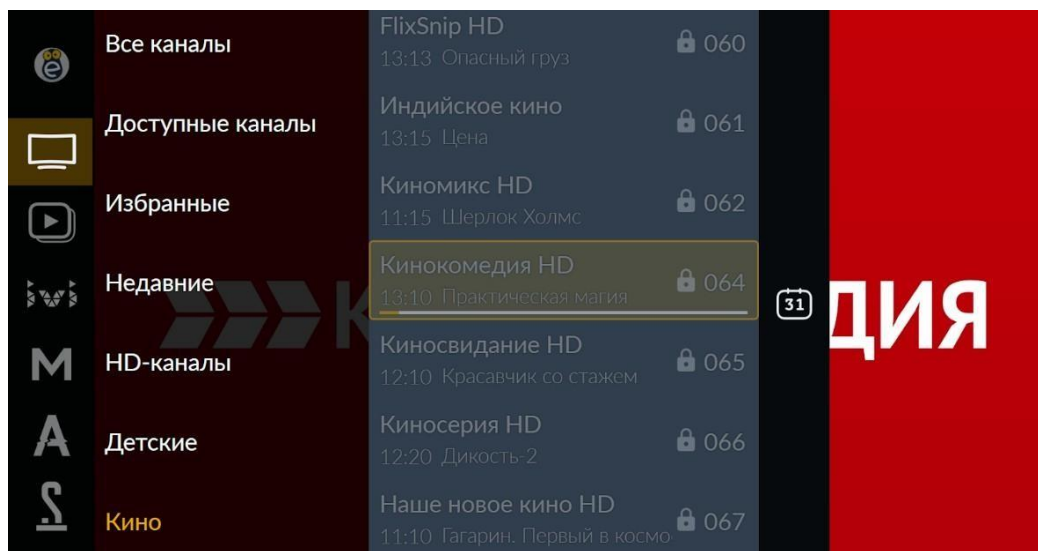 Все каналы
Доступные каналы
Избранные
Недавние
HD-каналы
Детские
Кино
FlixSnip HD
060
13:13 Опасный груз
Индийское кино
061
13:15 Цена
Киномикс HD
062
11:15 Шерлок Холмс
Кинокомедия HD
064
13:10 Практическая магия
Киносвидание HD
065
12:10 Красавчик со стажем
Киносерия HD
066
12:20 Дикость-2
Наше новое кино HD
067
11:10 Гагарин. Первый в космо
31
ДИЯ
ivi
M
A
K